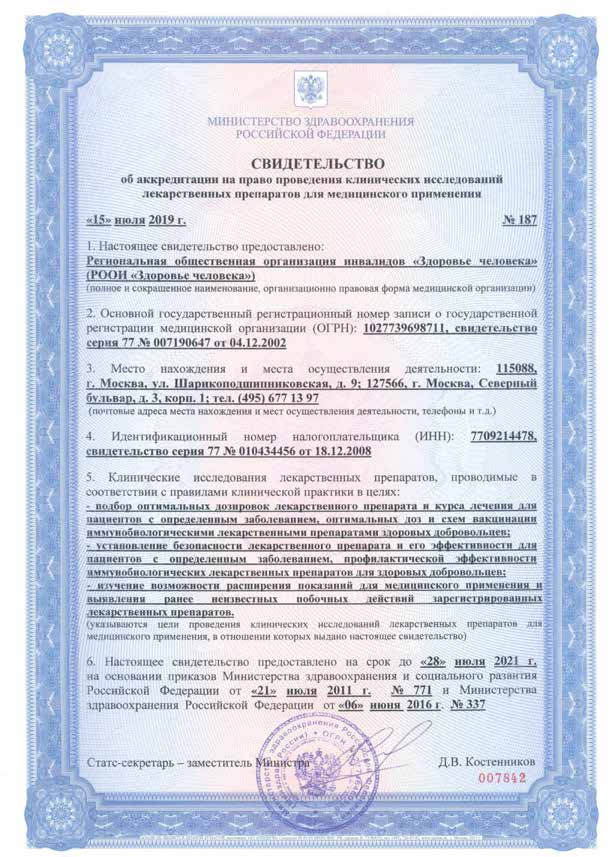 МИНИСТЕРСТВО ЗДРАВООХРАНЕНИЯ
РОССИЙСКОЙ ФЕДЕРАЦИИ
СВИДЕТЕЛЬСТВО
об аккредитации на право проведения клинических исследований
лекарственных препаратов для медицинского применения
«15» июля 2019 г. № 187
1. Настоящее свидетельство предоставлено:
Региональная общественная организация инвалидов «Здоровье человека»
(РООИ «Здоровье человека»)
(полное и сокращенное наименование, организационно правовая форма медицинской организации)
2. Основной государственный регистрационный номер записи о государственной
регистрации медицинской организации (ОГРН): 1027739698711, свидетельство
серия 77 № 007190647 от 04.12.2002
3. Место нахождения и места осуществления деятельности: 115088,
г. Москва, ул. Шарикоподшипниковская, д. 9; 127566, г. Москва, Северный
бульвар, д. 3, корп. 1; тел. (495) 677 13 97
(почтовые адреса места нахождения и мест осуществления деятельности, телефоны и т.д.)
4. Идентификационный номер налогоплательщика (ИНН): 7709214478,
свидетельство серия 77 № 010434456 от 18.12.2008
5. Клинические исследования лекарственных препаратов, проводимые в
соответствии с правилами клинической практики в целях:
- подбор оптимальных дозировок лекарственного препарата и курса лечения для
пациентов с определенным заболеванием, оптимальных доз и схем вакцинации
иммунобиологическими лекарственными препаратами здоровых добровольцев;
- установление безопасности лекарственного препарата и его эффективности для
пациентов с определенным заболеванием, профилактической эффективности
иммунобиологических лекарственных препаратов для здоровых добровольцев;
- изучение возможности расширения показаний для медицинского применения и
выявления ранее неизвестных побочных действий зарегистрированных
лекарственных препаратов.
(указываются цели проведения клинических исследований лекарственных препаратов для
медицинского применения, в отношении которых выдано настоящее свидетельство)
6. Настоящее свидетельство предоставлено на срок до «28» июля 2021 г.
на основании приказов Министерства здравоохранения и социального развития
Российской Федерации от «21» июля 2011 г. № 771 и Министерства
здравоохранения Российской Федерации от «06» июня 2016 г. № 337
Статс-секретарь – заместитель Министра Д.В. Костенников
007842